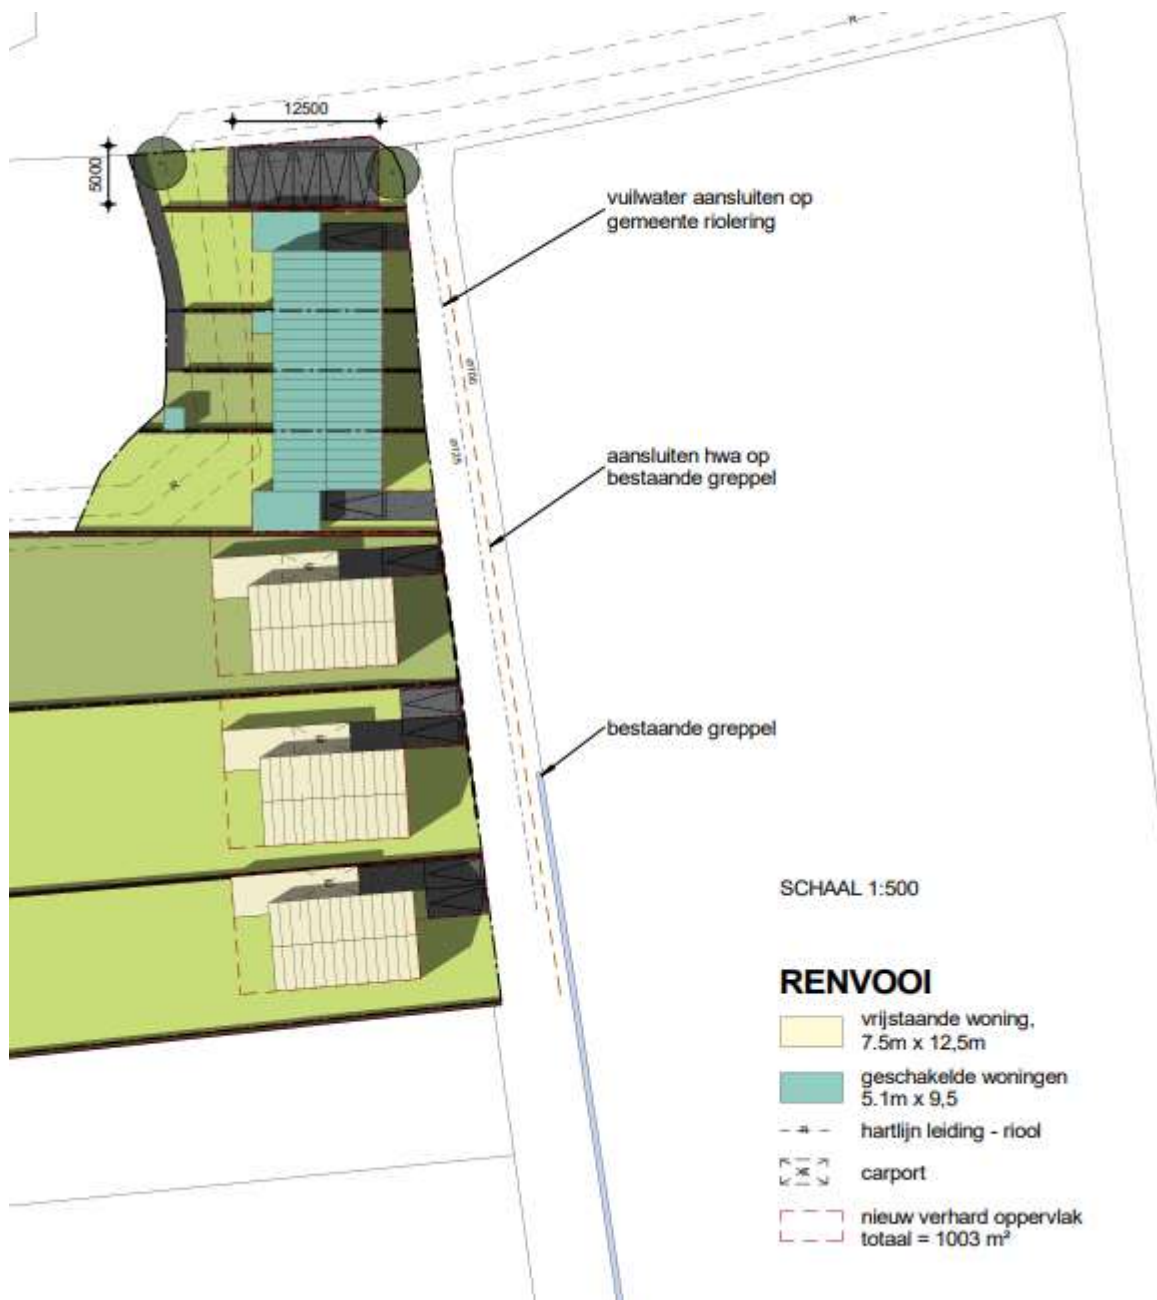 R
12500
5000
vuilwater aansluiten op
gemeente riolering
Ø125
aansluiten hwa op
bestaande greppel
R
bestaande greppel
SCHAAL 1:500
RENVOOI
vrijstaande woning,
7.5m x 12,5m
geschakelde woningen
5.1m x 9,5
hartlijn leiding - riool
carport
nieuw verhard oppervlak
totaal = 1003 m²